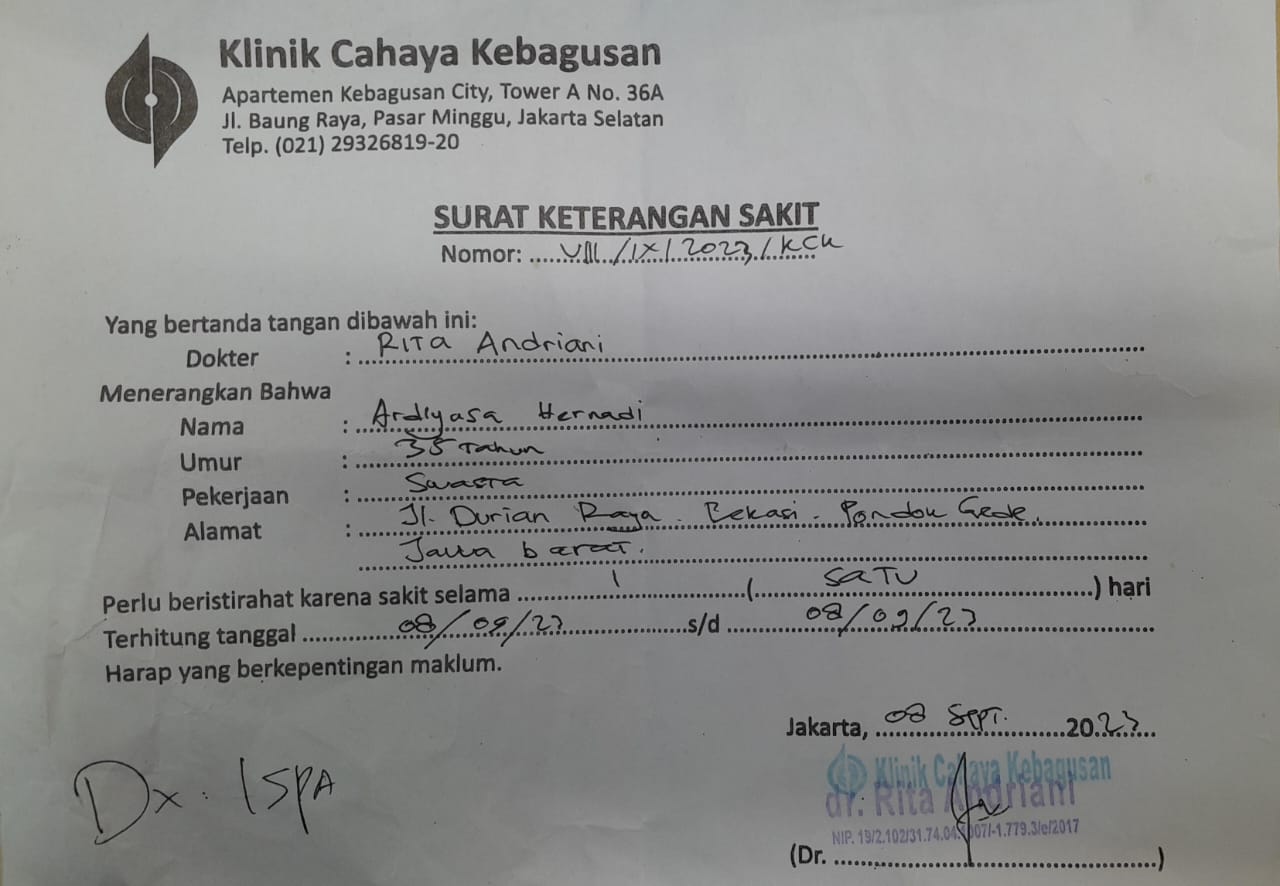 Klinik Cahaya Kebagusan
Apartemen Kebagusan City, Tower A No. 36A
Jl. Baung Raya, Pasar Minggu, Jakarta Selatan
Telp. (021) 29326819-20
SURAT KETERANGAN SAKIT
Nomor: VIII/IX/2023/KCK
Yang bertanda tangan dibawah ini:
Dokter : Rita Andriani
Menerangkan Bahwa
Nama : Ardiyasa Hernadi
Umur : 35 Tahun
Pekerjaan : Swasta
Alamat : Jl. Durian Raya. Bekasi. Pondok Gede.
Jawa barat.
Perlu beristirahat karena sakit selama 1 (SATU) hari
Terhitung tanggal 08/09/23 s/d 08/09/23
Harap yang berkepentingan maklum.
Jakarta, 08 Sept. 2023
Dx. ISPA
Klinik Cahaya Kebagusan
dr. Rita Andriani
NIP. 19/2.102/31.74.04. /-1.779.3/e/2017
(Dr. )